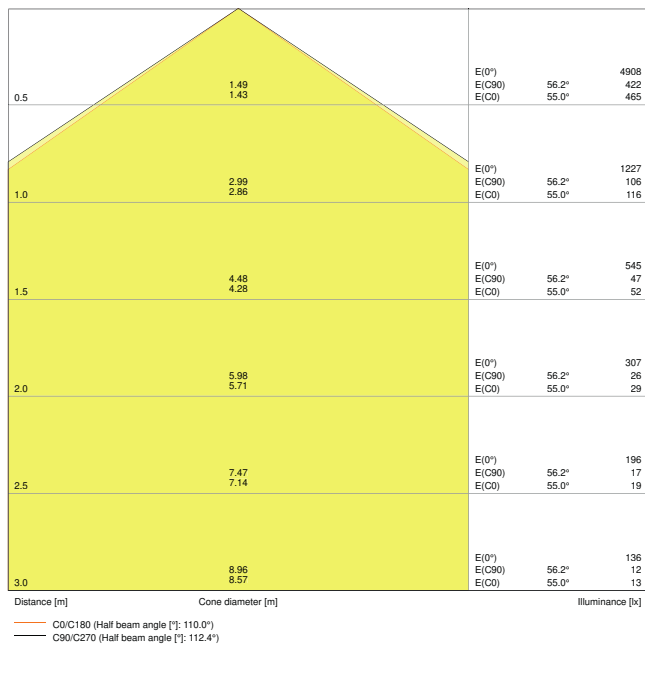 E(0°) 4908
1.49 E(C90) 56.2° 422
0.5 1.43 E(C0) 55.0° 465
E(0°) 1227
2.99 E(C90) 56.2° 106
1.0 2.86 E(C0) 55.0° 116
E(0°) 545
4.48 E(C90) 56.2° 47
1.5 4.28 E(C0) 55.0° 52
E(0°) 307
5.98 E(C90) 56.2° 26
2.0 5.71 E(C0) 55.0° 29
E(0°) 196
7.47 E(C90) 56.2° 17
2.5 7.14 E(C0) 55.0° 19
E(0°) 136
8.96 E(C90) 56.2° 12
3.0 8.57 E(C0) 55.0° 13
Distance [m] Cone diameter [m] Illuminance [lx]
C0/C180 (Half beam angle [°]: 110.0°)
C90/C270 (Half beam angle [°]: 112.4°)